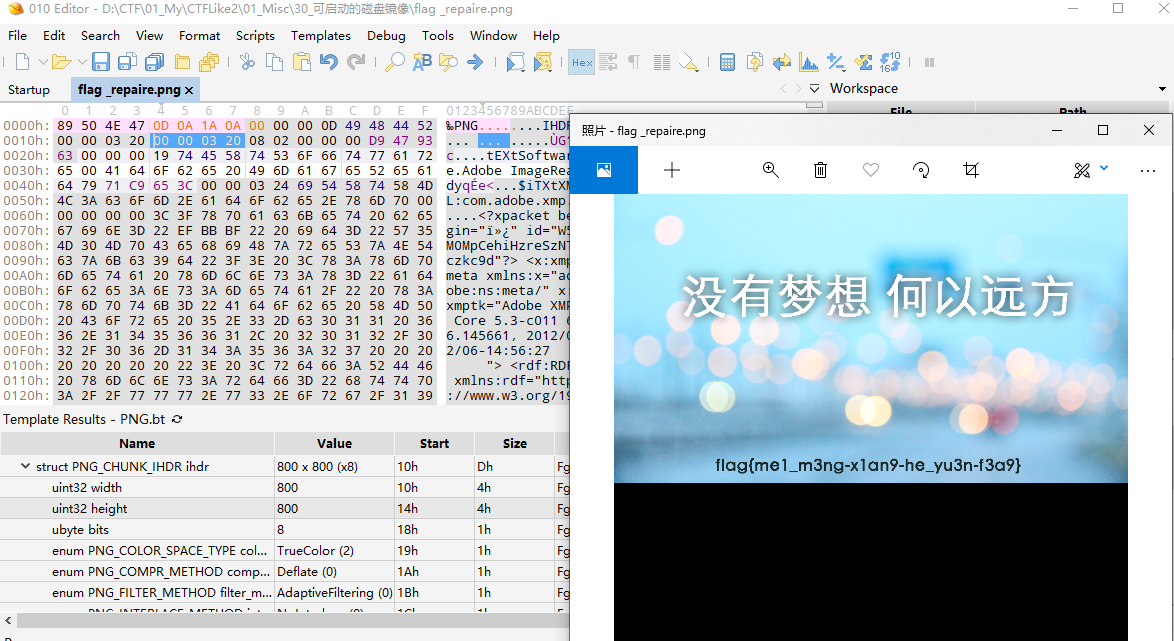 010 Editor - D:\CTF\01_My\CTFLike2\01_Misc\30_可启动的磁盘镜像\flag _repaire.png
File Edit Search View Format Scripts Templates Debug Tools Window Help
Startup flag _repaire.png × Workspace
0 1 2 3 4 5 6 7 8 9 A B C D E F 0123456789ABCDEF File Path
0000h: 89 50 4E 47 0D 0A 1A 0A 00 00 00 0D 49 48 44 52 ‰PNG........IHDR
0010h: 00 00 03 20 00 00 03 20 08 02 00 00 00 D9 47 93
0020h: 63 00 00 00 19 74 45 58 74 53 6F 66 74 77 61 72 c....tEXtSoftwar
0030h: 65 00 41 64 6F 62 65 20 49 6D 61 67 65 52 65 61 e.Adobe ImageRea
0040h: 64 79 71 C9 65 3C 00 00 03 24 69 54 58 74 58 4D dyqÉe<...$iTXtXM
0050h: 4C 3A 63 6F 6D 2E 61 64 6F 62 65 2E 78 6D 70 00 L:com.adobe.xmp.
0060h: 00 00 00 00 3C 3F 78 70 61 63 6B 65 74 20 62 65 ....<?xpacket be
0070h: 67 69 6E 3D 22 EF BB BF 22 20 69 64 3D 22 57 35 gin="ï»¿" id="W5
0080h: 4D 30 4D 70 43 65 68 69 48 7A 72 65 53 7A 4E 54 M0MpCehiHzreSzNT
0090h: 63 7A 6B 63 39 64 22 3F 3E 20 3C 78 3A 78 6D 70 czkc9d"?> <x:xmp
00A0h: 6D 65 74 61 20 78 6D 6C 6E 73 3A 78 3D 22 61 64 meta xmlns:x="ad
00B0h: 6F 62 65 3A 6E 73 3A 6D 65 74 61 2F 22 20 78 3A obe:ns:meta/" x:
00C0h: 78 6D 70 74 6B 3D 22 41 64 6F 62 65 20 58 4D 50 xmptk="Adobe XMP
00D0h: 20 43 6F 72 65 20 35 2E 33 2D 63 30 31 31 20 36 Core 5.3-c011 6
00E0h: 36 2E 31 34 35 36 36 31 2C 20 32 30 31 32 2F 30 6.145661, 2012/0
00F0h: 32 2F 30 36 2D 31 34 3A 35 36 3A 32 37 20 20 20 2/06-14:56:27
0100h: 20 20 20 20 20 22 3E 20 3C 72 64 66 3A 52 44 46 "> <rdf:RDF
0110h: 20 78 6D 6C 6E 73 3A 72 64 66 3D 22 68 74 74 70 xmlns:rdf="http
0120h: 3A 2F 2F 77 77 77 2E 77 33 2E 6F 72 67 2F 31 39 ://www.w3.org/19
Template Results - PNG.bt
Name Value Start Size
struct PNG_CHUNK_IHDR ihdr 800 x 800 (x8) 10h Dh Fg
uint32 width 800 10h 4h Fg
uint32 height 800 14h 4h Fg
ubyte bits 8 18h 1h Fg
enum PNG_COLOR_SPACE_TYPE col... TrueColor (2) 19h 1h Fg
enum PNG_COMPR_METHOD comp... Deflate (0) 1Ah 1h Fg
enum PNG_FILTER_METHOD filter_m... AdaptiveFiltering (0) 1Bh 1h Fg
照片 - flag _repaire.png
没有梦想 何以远方
flag{me1_m3ng-x1an9-he_yu3n-f3a9}